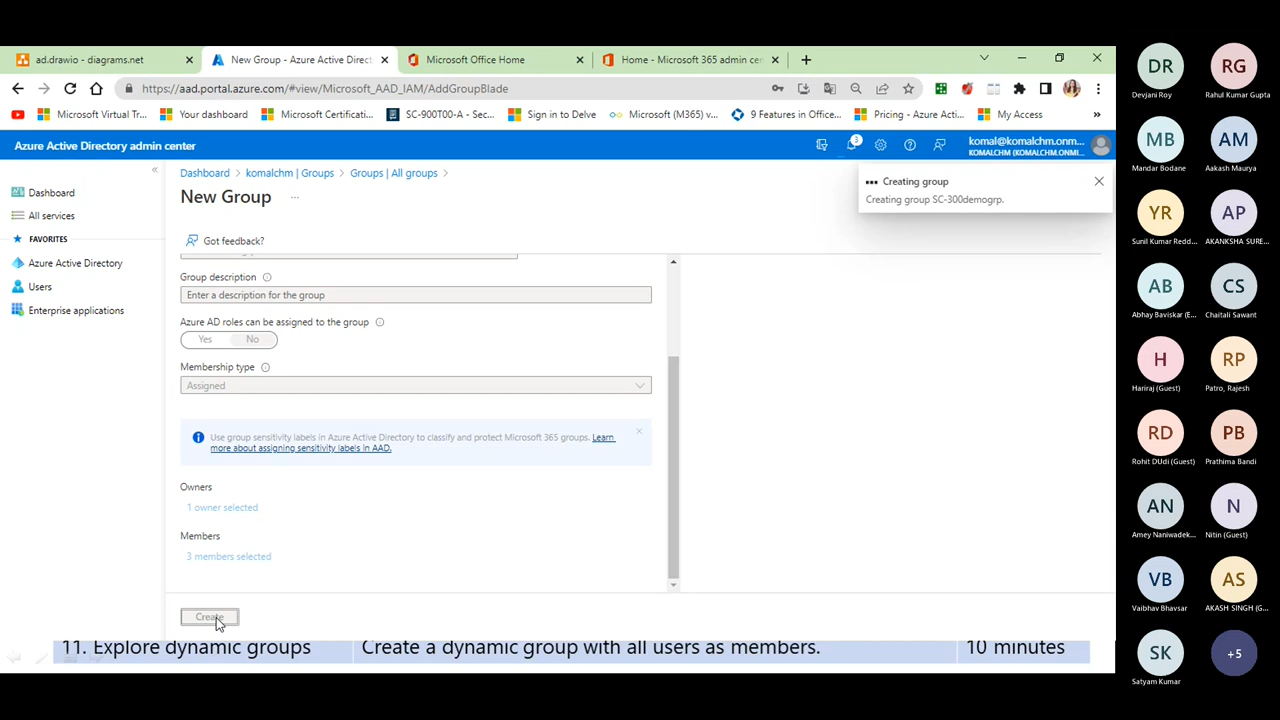 ad.drawio - diagrams.net
New Group - Azure Active Direct
Microsoft Office Home
Home - Microsoft 365 admin cen
https://aad.portal.azure.com/#view/Microsoft_AAD_IAM/AddGroupBlade
Microsoft Virtual Tr...
Your dashboard
Microsoft Certificati...
SC-900T00-A - Sec...
Sign in to Delve
Microsoft (M365) v...
9 Features in Office...
Pricing - Azure Acti...
My Access
Azure Active Directory admin center
3
komal@komalchm.onm...
KOMALCHM (KOMALCHM.ONMI...
Dashboard
All services
FAVORITES
Azure Active Directory
Users
Enterprise applications
Dashboard > komalchm | Groups > Groups | All groups >
New Group ...
Got feedback?
Creating group
Creating group SC-300demogrp.
Group description
Enter a description for the group
Azure AD roles can be assigned to the group
Yes No
Membership type
Assigned
Use group sensitivity labels in Azure Active Directory to classify and protect Microsoft 365 groups. Learn
more about assigning sensitivity labels in AAD.
Owners
1 owner selected
Members
3 members selected
Create
11. Explore dynamic groups
Create a dynamic group with all users as members.
10 minutes
DR
Devjani Roy
RG
Rahul Kumar Gupta
MB
Mandar Bodane
AM
Aakash Maurya
YR
Sunil Kumar Redd...
AP
AKANKSHA SURE...
AB
Abhay Baviskar (E...
CS
Chaitali Sawant
H
Hariraj (Guest)
RP
Patro, Rajesh
RD
Rohit DUdi (Guest)
PB
Prathima Bandi
AN
Amey Naniwadek...
N
Nitin (Guest)
VB
Vaibhav Bhavsar
AS
AKASH SINGH (G...
SK
Satyam Kumar
+5